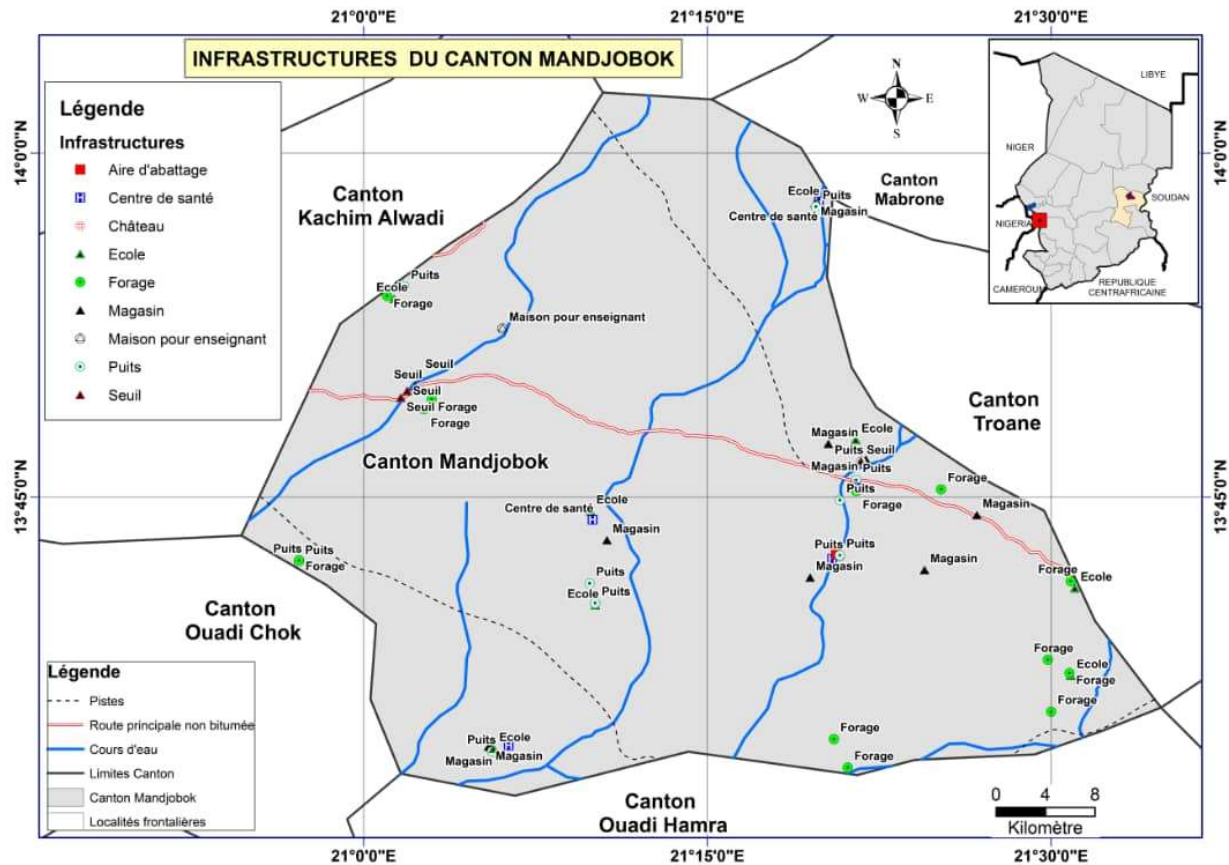 21°0'0"E
21°15'0"E
21°30'0"E
INFRASTRUCTURES DU CANTON MANDJOBOK
N
W
E
S
LIBYE
NIGER
SOUDAN
NIGERIA
CAMEROUN
REPUBLIQUE
CENTRAFRICAINE
Légende
Infrastructures
Aire d'abattage
H Centre de santé
Château
Ecole
Forage
Magasin
Maison pour enseignant
Puits
Seuil
14°0'0"N
14°0'0"N
Canton
Kachim Alwadi
Canton
Mabrone
Ecole
Puits
Centre de santé
Magasin
Puits
Ecole
Forage
Maison pour enseignant
Seuil
Seuil
Seuil
Seuil
Forage
Forage
Canton
Troane
Canton Mandjobok
Magasin
Ecole
Puits
Seuil
Magasin
Puits
Puits
Forage
Forage
Magasin
13°45'0"N
13°45'0"N
Ecole
Centre de santé
H
Magasin
Puits
Puits
Forage
Puits
Ecole
Puits
Puits
Puits
Magasin
Magasin
Forage
Ecole
Canton
Ouadi Chok
Forage
Ecole
Forage
Forage
Forage
Forage
Puits
Ecole
H
Magasin
Magasin
Canton
Ouadi Hamra
Légende
Pistes
Route principale non bitumée
Cours d'eau
Limites Canton
Canton Mandjobok
Localités frontalières
0 4 8
Kilomètre
21°0'0"E
21°15'0"E
21°30'0"E